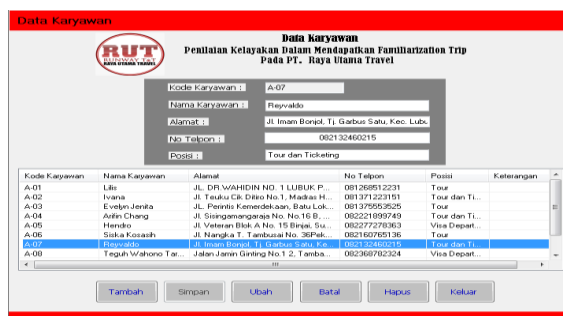 Data Karyawan
RUT
RUNWAY T&T
RAYA UTAMA TRAVEL
Data Karyawan
Penilaian Kelayakan Dalam Mendapatkan Familiarization Trip
Pada PT. Raya Utama Travel
Kode Karyawan : A-07
Nama Karyawan : Reyvaldo
Alamat : Jl. Imam Bonjol, Tj. Garbus Satu, Kec. Lubu
No Telpon : 082132460215
Posisi : Tour dan Ticketing
Kode Karyawan Nama Karyawan Alamat No Telpon Posisi Keterangan
A-01 Lilis JL. DR.WAHIDIN NO. 1 LUBUK P... 081268512231 Tour
A-02 Ivana Jl. Teuku Cik Ditiro No.1, Madras H... 081371223151 Tour dan Ti...
A-03 Evelyn Jenita JL. Perintis Kemerdekaan, Batu Lok... 081375553525 Tour
A-04 Arifin Chang Jl. Sisingamangaraja No. No.16 B, ... 082221899749 Tour dan Ti...
A-05 Hendro Jl. Veteran Blok A No. 15 Binjai, Su... 082277278363 Visa Depart...
A-06 Siska Kosasih Jl. Nangka T. Tambusai No. 36Pek... 082160765136 Tour
A-07 Reyvaldo Jl. Imam Bonjol, Tj. Garbus Satu, Ke... 082132460215 Tour dan Ti...
A-08 Teguh Wahono Tar... Jalan Jamin Ginting No.1 2, Tamba... 082368782324 Visa Depart...
Tambah Simpan Ubah Batal Hapus Keluar